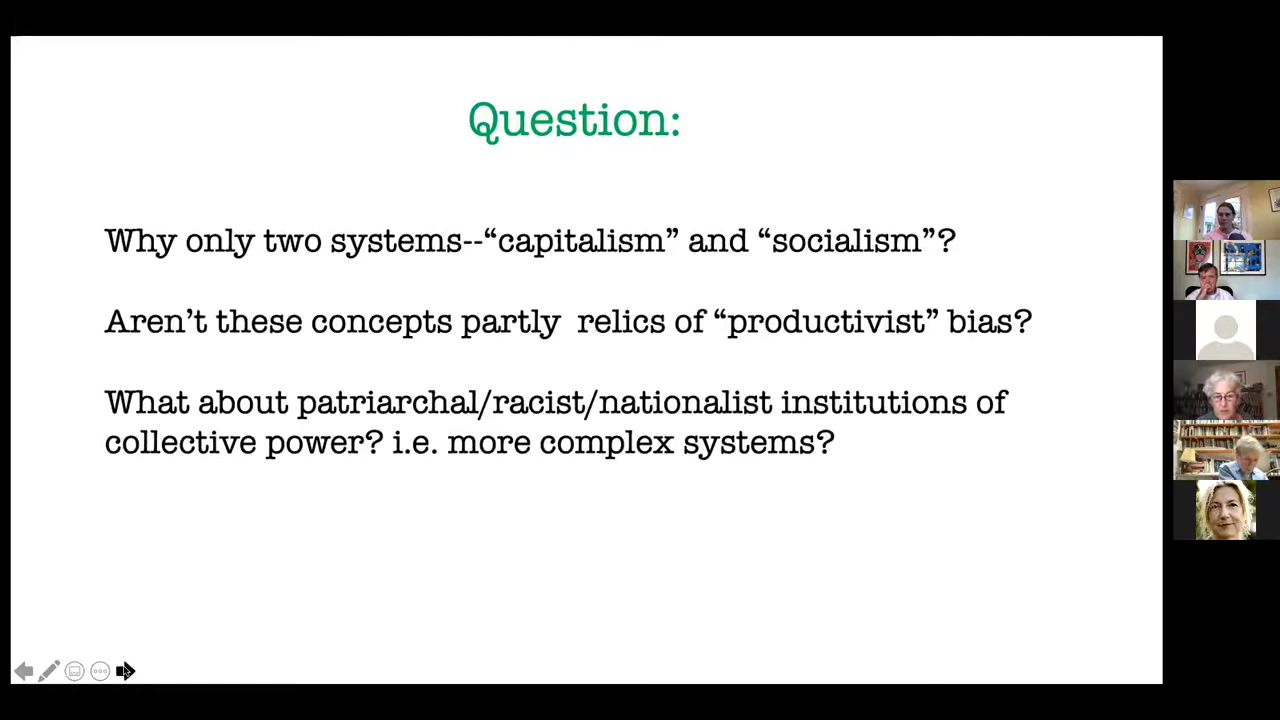 Question:
Why only two systems--“capitalism” and “socialism”?
Aren’t these concepts partly  relics of “productivist” bias?
What about patriarchal/racist/nationalist institutions of
collective power? i.e. more complex systems?